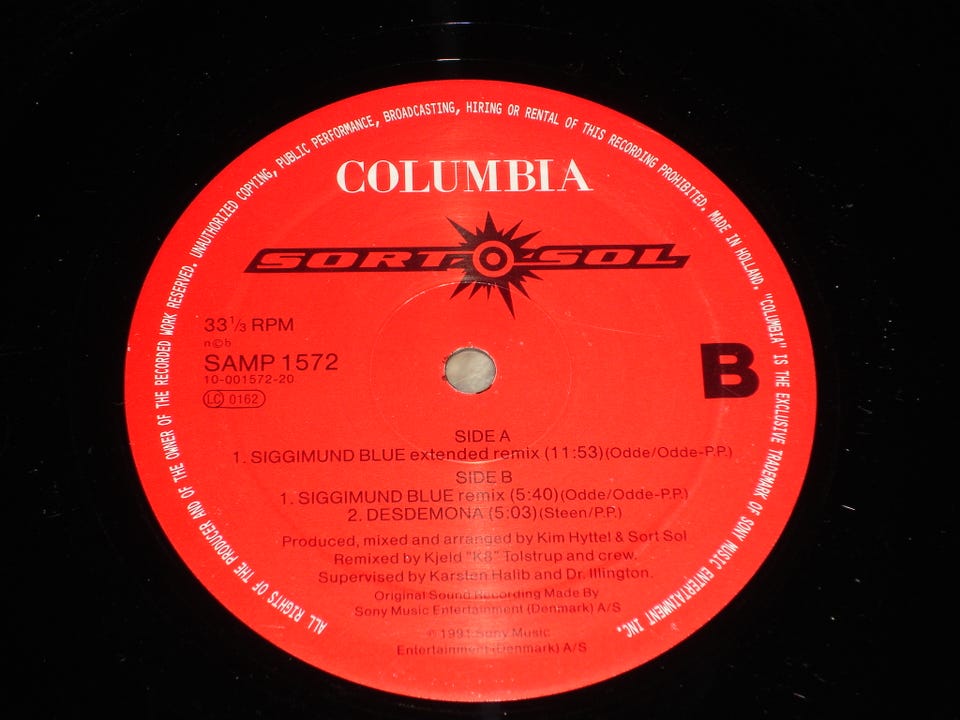 ALL RIGHTS OF THE PRODUCER AND OF THE OWNER OF THE RECORDED WORK RESERVED. UNAUTHORIZED COPYING, PUBLIC PERFORMANCE, BROADCASTING, HIRING OR RENTAL OF THIS RECORDING PROHIBITED. MADE IN HOLLAND. "COLUMBIA" IS THE EXCLUSIVE TRADEMARK OF SONY MUSIC ENTERTAINMENT INC.
COLUMBIA
SORT SOL
33 1/3 RPM
n©b
SAMP 1572
10-001572-20
LC 0162
B
SIDE A
1. SIGGIMUND BLUE extended remix (11:53) (Odde/Odde-P.P.)
SIDE B
1. SIGGIMUND BLUE remix (5:40) (Odde/Odde-P.P.)
2. DESDEMONA (5:03) (Steen/P.P.)
Produced, mixed and arranged by Kim Hyttel & Sort Sol
Remixed by Kjeld "K8" Tolstrup and crew.
Supervised by Karsten Halib and Dr. Illington.
Original Sound Recording Made By
Sony Music Entertainment (Denmark) A/S
1991 Sony Music
Entertainment (Denmark) A/S